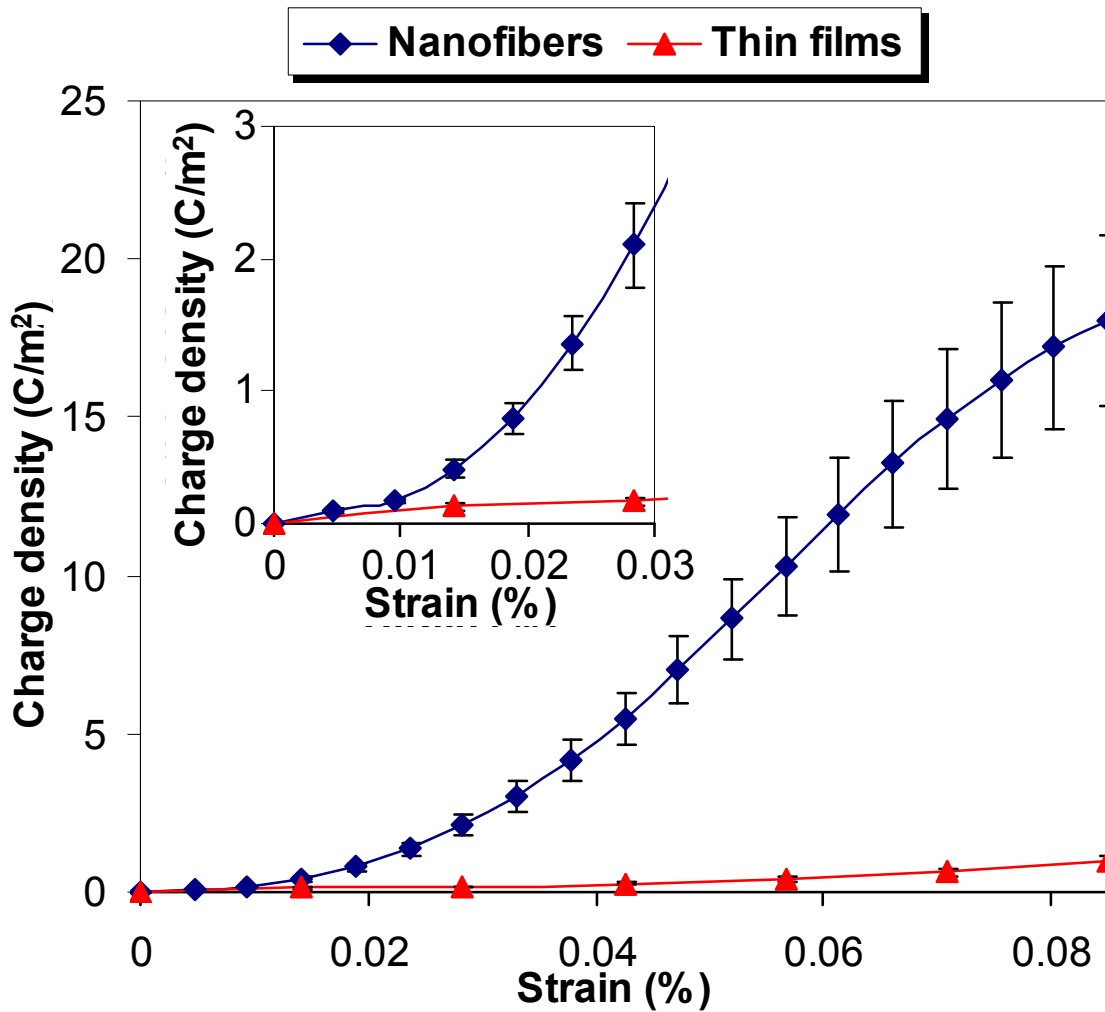 Nanofibers Thin films
25
20
15
10
5
0
Charge density (C/m²)
3
2
1
0
Charge density (C/m²)
0 0.01 0.02 0.03
Strain (%)
0 0.02 0.04 0.06 0.08
Strain (%)